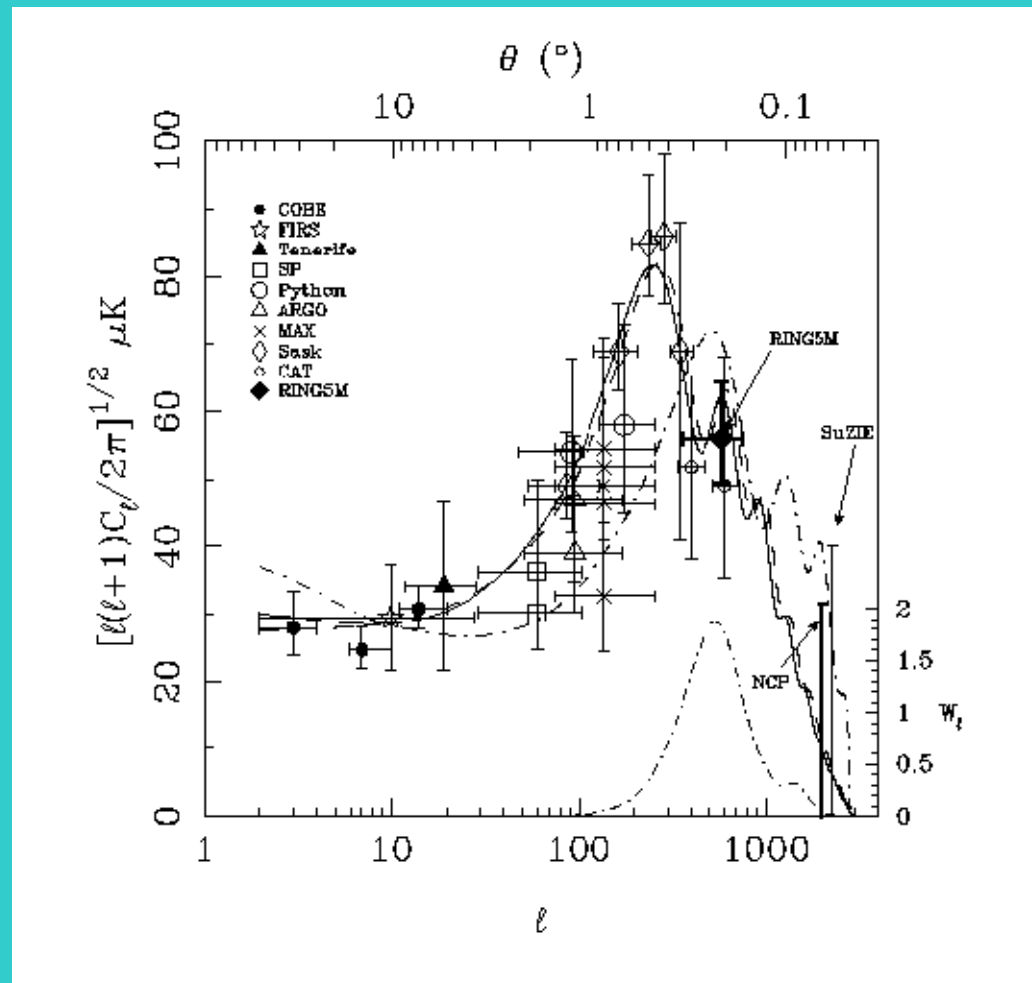 θ (°)
10 1 0.1
100
80
60
40
20
0
[ℓ(ℓ+1)Cℓ/2π]^1/2 μK
COBE
FIRS
Tenerife
SP
Python
ARGO
MAX
Sask
CAT
RING5M
RING5M
SuZIE
NCP
2
1.5
1
0.5
0
Wℓ
1 10 100 1000
ℓ